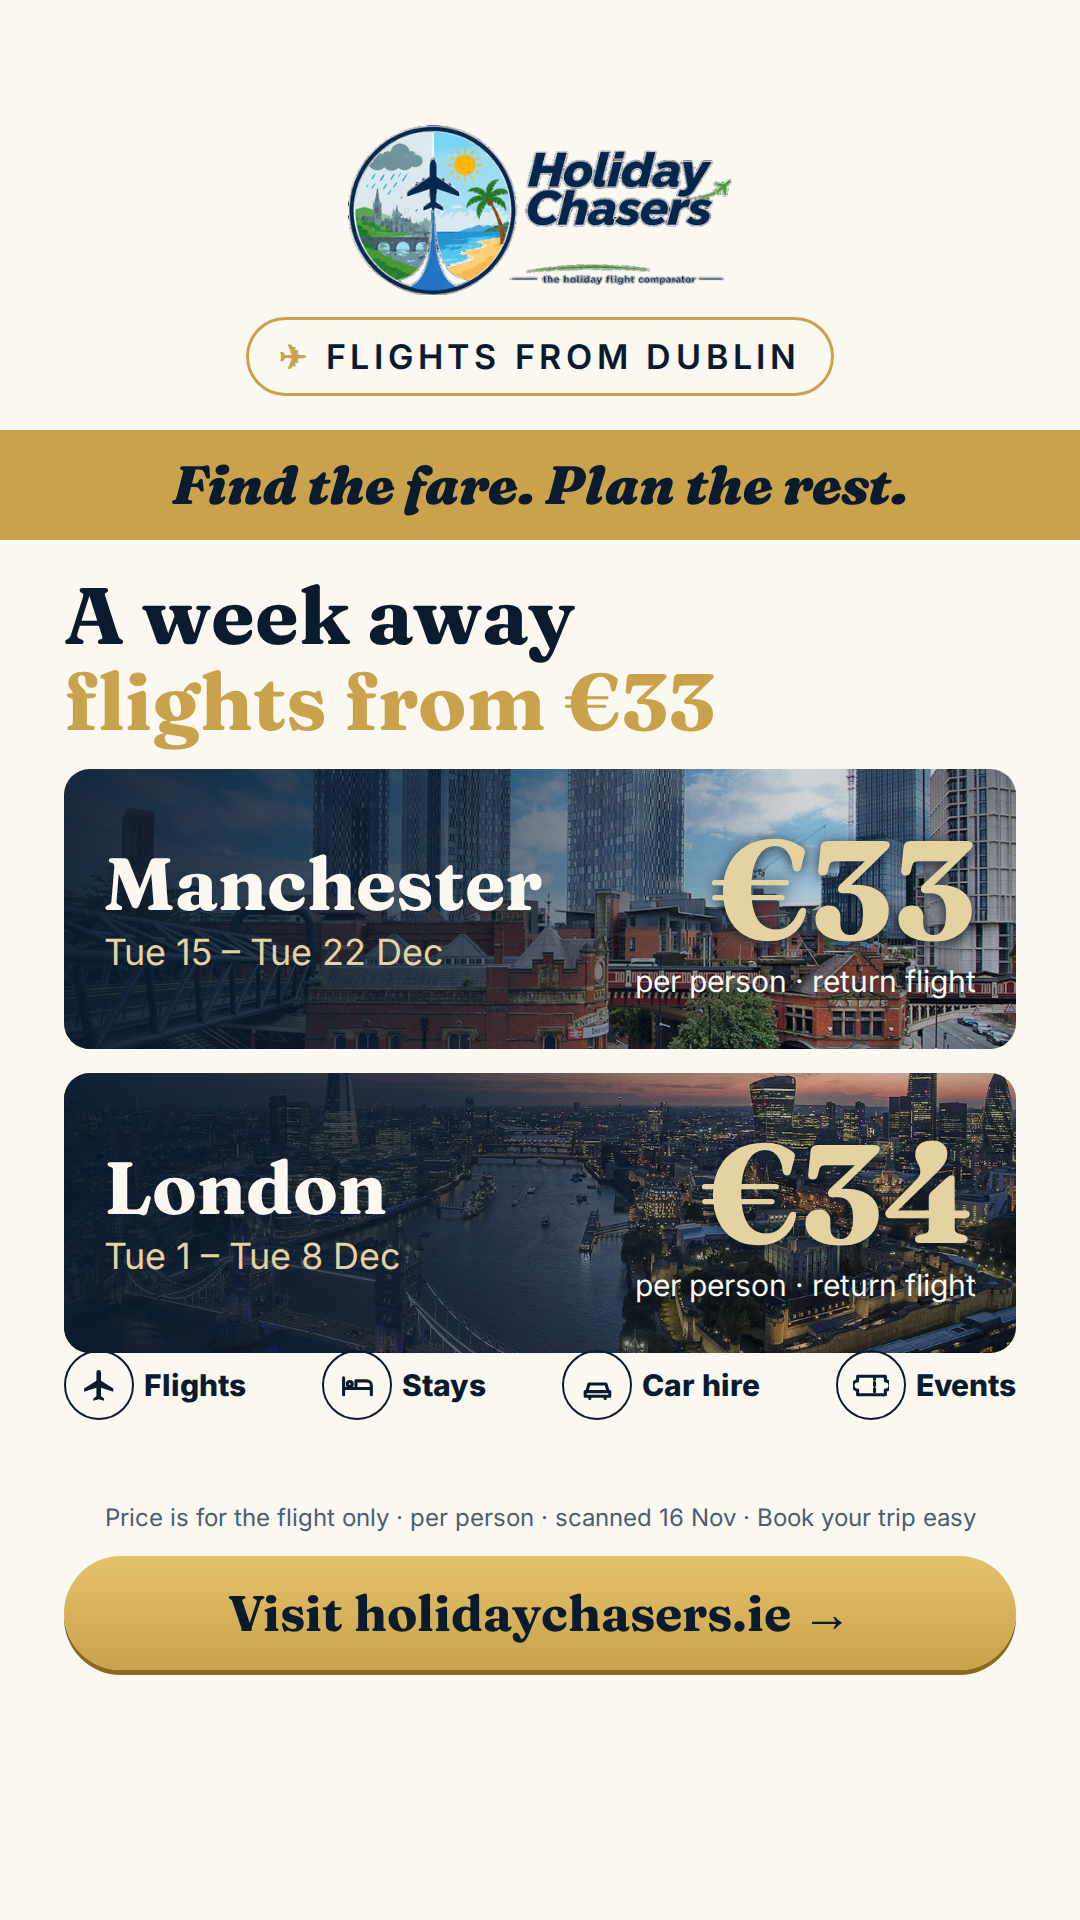 Holiday
Chasers
the holiday flight comparator
✈ FLIGHTS FROM DUBLIN
Find the fare. Plan the rest.
A week away
flights from €33
Manchester
Tue 15 – Tue 22 Dec
€33
per person · return flight
ATLAS
London
Tue 1 – Tue 8 Dec
€34
per person · return flight
Flights
Stays
Car hire
Events
Price is for the flight only · per person · scanned 16 Nov · Book your trip easy
Visit holidaychasers.ie →